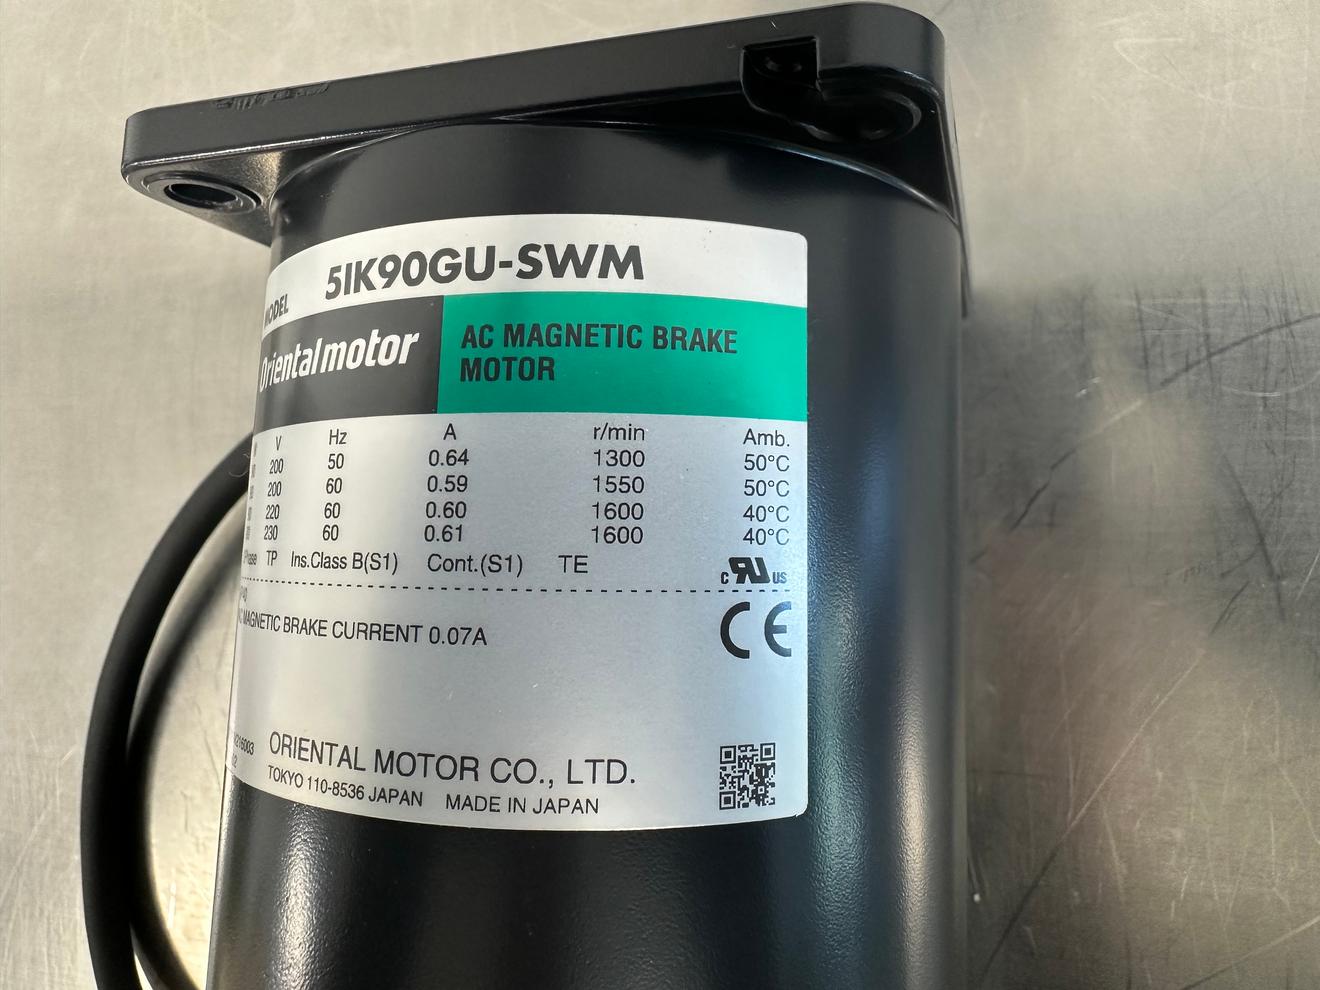 MODEL 5IK90GU-SWM
Orientalmotor
AC MAGNETIC BRAKE
MOTOR
V Hz A r/min Amb.
200 50 0.64 1300 50°C
200 60 0.59 1550 50°C
220 60 0.60 1600 40°C
230 60 0.61 1600 40°C
TP Ins.Class B(S1) Cont.(S1) TE
c US
CE
MAGNETIC BRAKE CURRENT 0.07A
ORIENTAL MOTOR CO., LTD.
TOKYO 110-8536 JAPAN MADE IN JAPAN